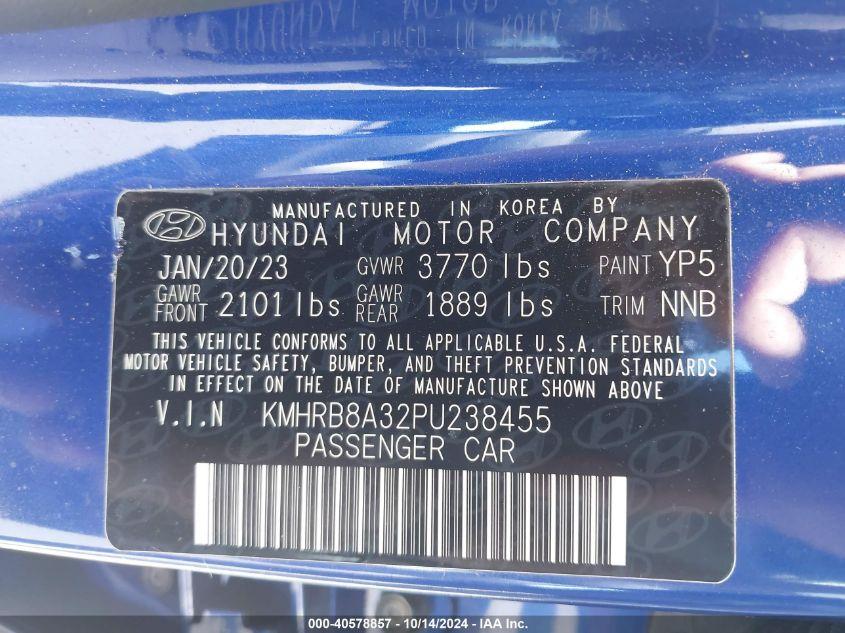 MANUFACTURED IN KOREA BY
HYUNDAI MOTOR COMPANY
JAN/20/23 GVWR 3770 lbs PAINT YP5
GAWR FRONT 2101 lbs GAWR REAR 1889 lbs TRIM NNB
THIS VEHICLE CONFORMS TO ALL APPLICABLE U.S.A. FEDERAL
MOTOR VEHICLE SAFETY, BUMPER, AND THEFT PREVENTION STANDARDS
IN EFFECT ON THE DATE OF MANUFACTURE SHOWN ABOVE
V.I.N KMHRB8A32PU238455
PASSENGER CAR
000-40578857 | 10/14/2024 - IAA Inc.